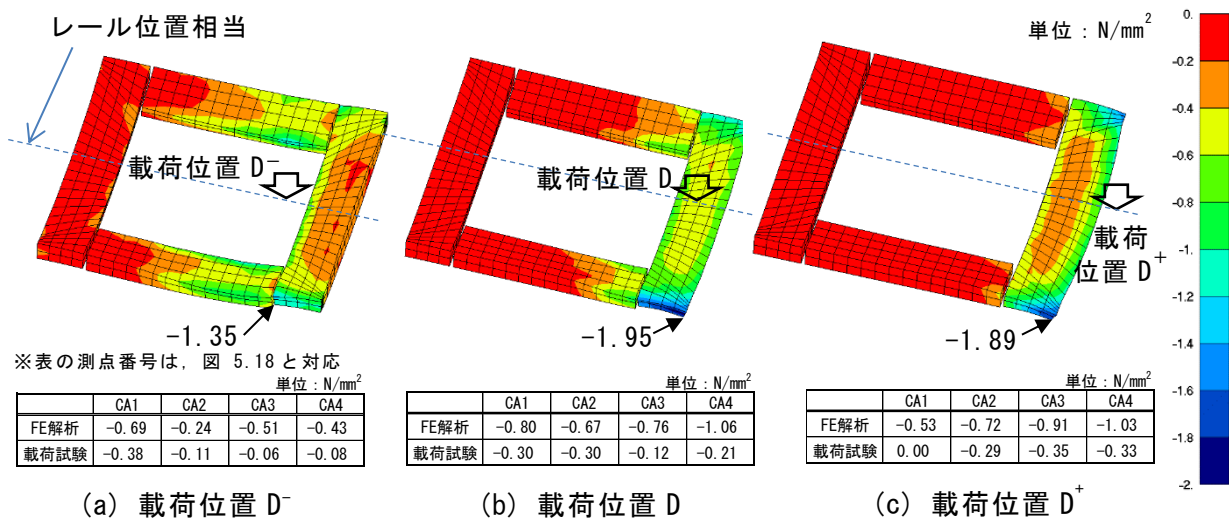 レール位置相当
単位：N/mm²
載荷位置 D⁻
載荷位置 D
載荷
位置 D⁺
-1.35
-1.95
-1.89
0.
-0.2
-0.4
-0.6
-0.8
-1.
-1.2
-1.4
-1.6
-1.8
-2.
※表の測点番号は，図 5.18 と対応
単位：N/mm²
CA1 CA2 CA3 CA4
FE解析 -0.69 -0.24 -0.51 -0.43
載荷試験 -0.38 -0.11 -0.06 -0.08
(a) 載荷位置 D⁻
単位：N/mm²
CA1 CA2 CA3 CA4
FE解析 -0.80 -0.67 -0.76 -1.06
載荷試験 -0.30 -0.30 -0.12 -0.21
(b) 載荷位置 D
単位：N/mm²
CA1 CA2 CA3 CA4
FE解析 -0.53 -0.72 -0.91 -1.03
載荷試験 0.00 -0.29 -0.35 -0.33
(c) 載荷位置 D⁺